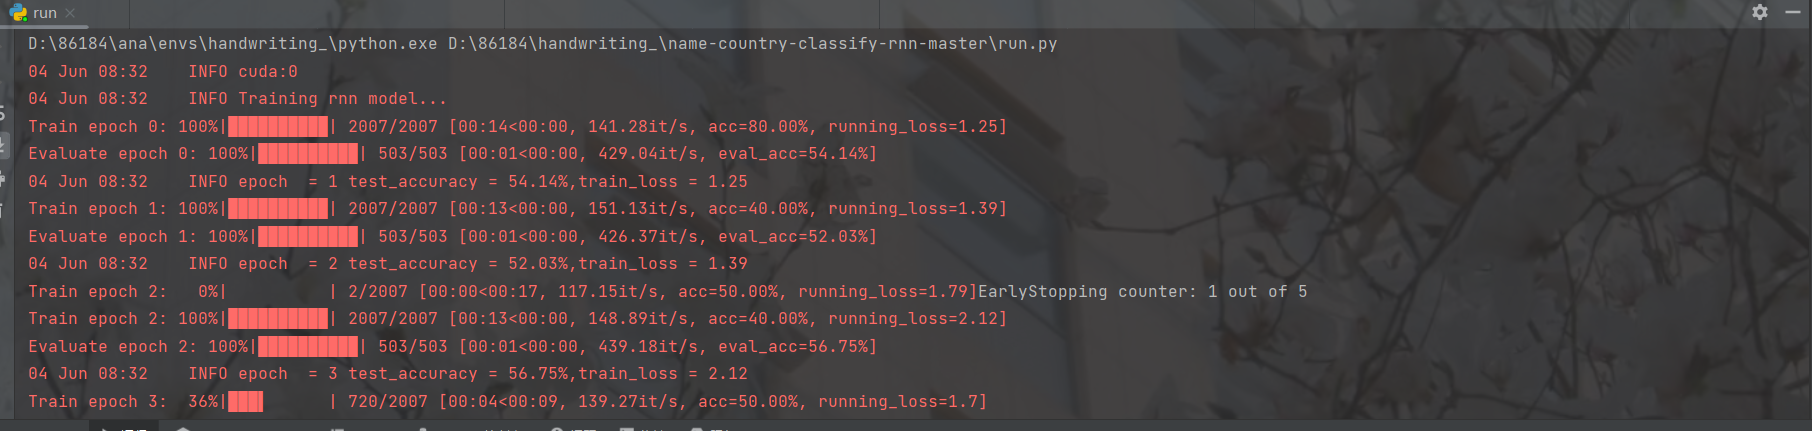 run
D:\86184\ana\envs\handwriting_\python.exe D:\86184\handwriting_\name-country-classify-rnn-master\run.py
04 Jun 08:32    INFO cuda:0
04 Jun 08:32    INFO Training rnn model...
Train epoch 0: 100%|██████████| 2007/2007 [00:14<00:00, 141.28it/s, acc=80.00%, running_loss=1.25]
Evaluate epoch 0: 100%|██████████| 503/503 [00:01<00:00, 429.04it/s, eval_acc=54.14%]
04 Jun 08:32    INFO epoch  = 1 test_accuracy = 54.14%,train_loss = 1.25
Train epoch 1: 100%|██████████| 2007/2007 [00:13<00:00, 151.13it/s, acc=40.00%, running_loss=1.39]
Evaluate epoch 1: 100%|██████████| 503/503 [00:01<00:00, 426.37it/s, eval_acc=52.03%]
04 Jun 08:32    INFO epoch  = 2 test_accuracy = 52.03%,train_loss = 1.39
Train epoch 2:   0%|          | 2/2007 [00:00<00:17, 117.15it/s, acc=50.00%, running_loss=1.79]EarlyStopping counter: 1 out of 5
Train epoch 2: 100%|██████████| 2007/2007 [00:13<00:00, 148.89it/s, acc=40.00%, running_loss=2.12]
Evaluate epoch 2: 100%|██████████| 503/503 [00:01<00:00, 439.18it/s, eval_acc=56.75%]
04 Jun 08:32    INFO epoch  = 3 test_accuracy = 56.75%,train_loss = 2.12
Train epoch 3:  36%|███▌      | 720/2007 [00:04<00:09, 139.27it/s, acc=50.00%, running_loss=1.7]